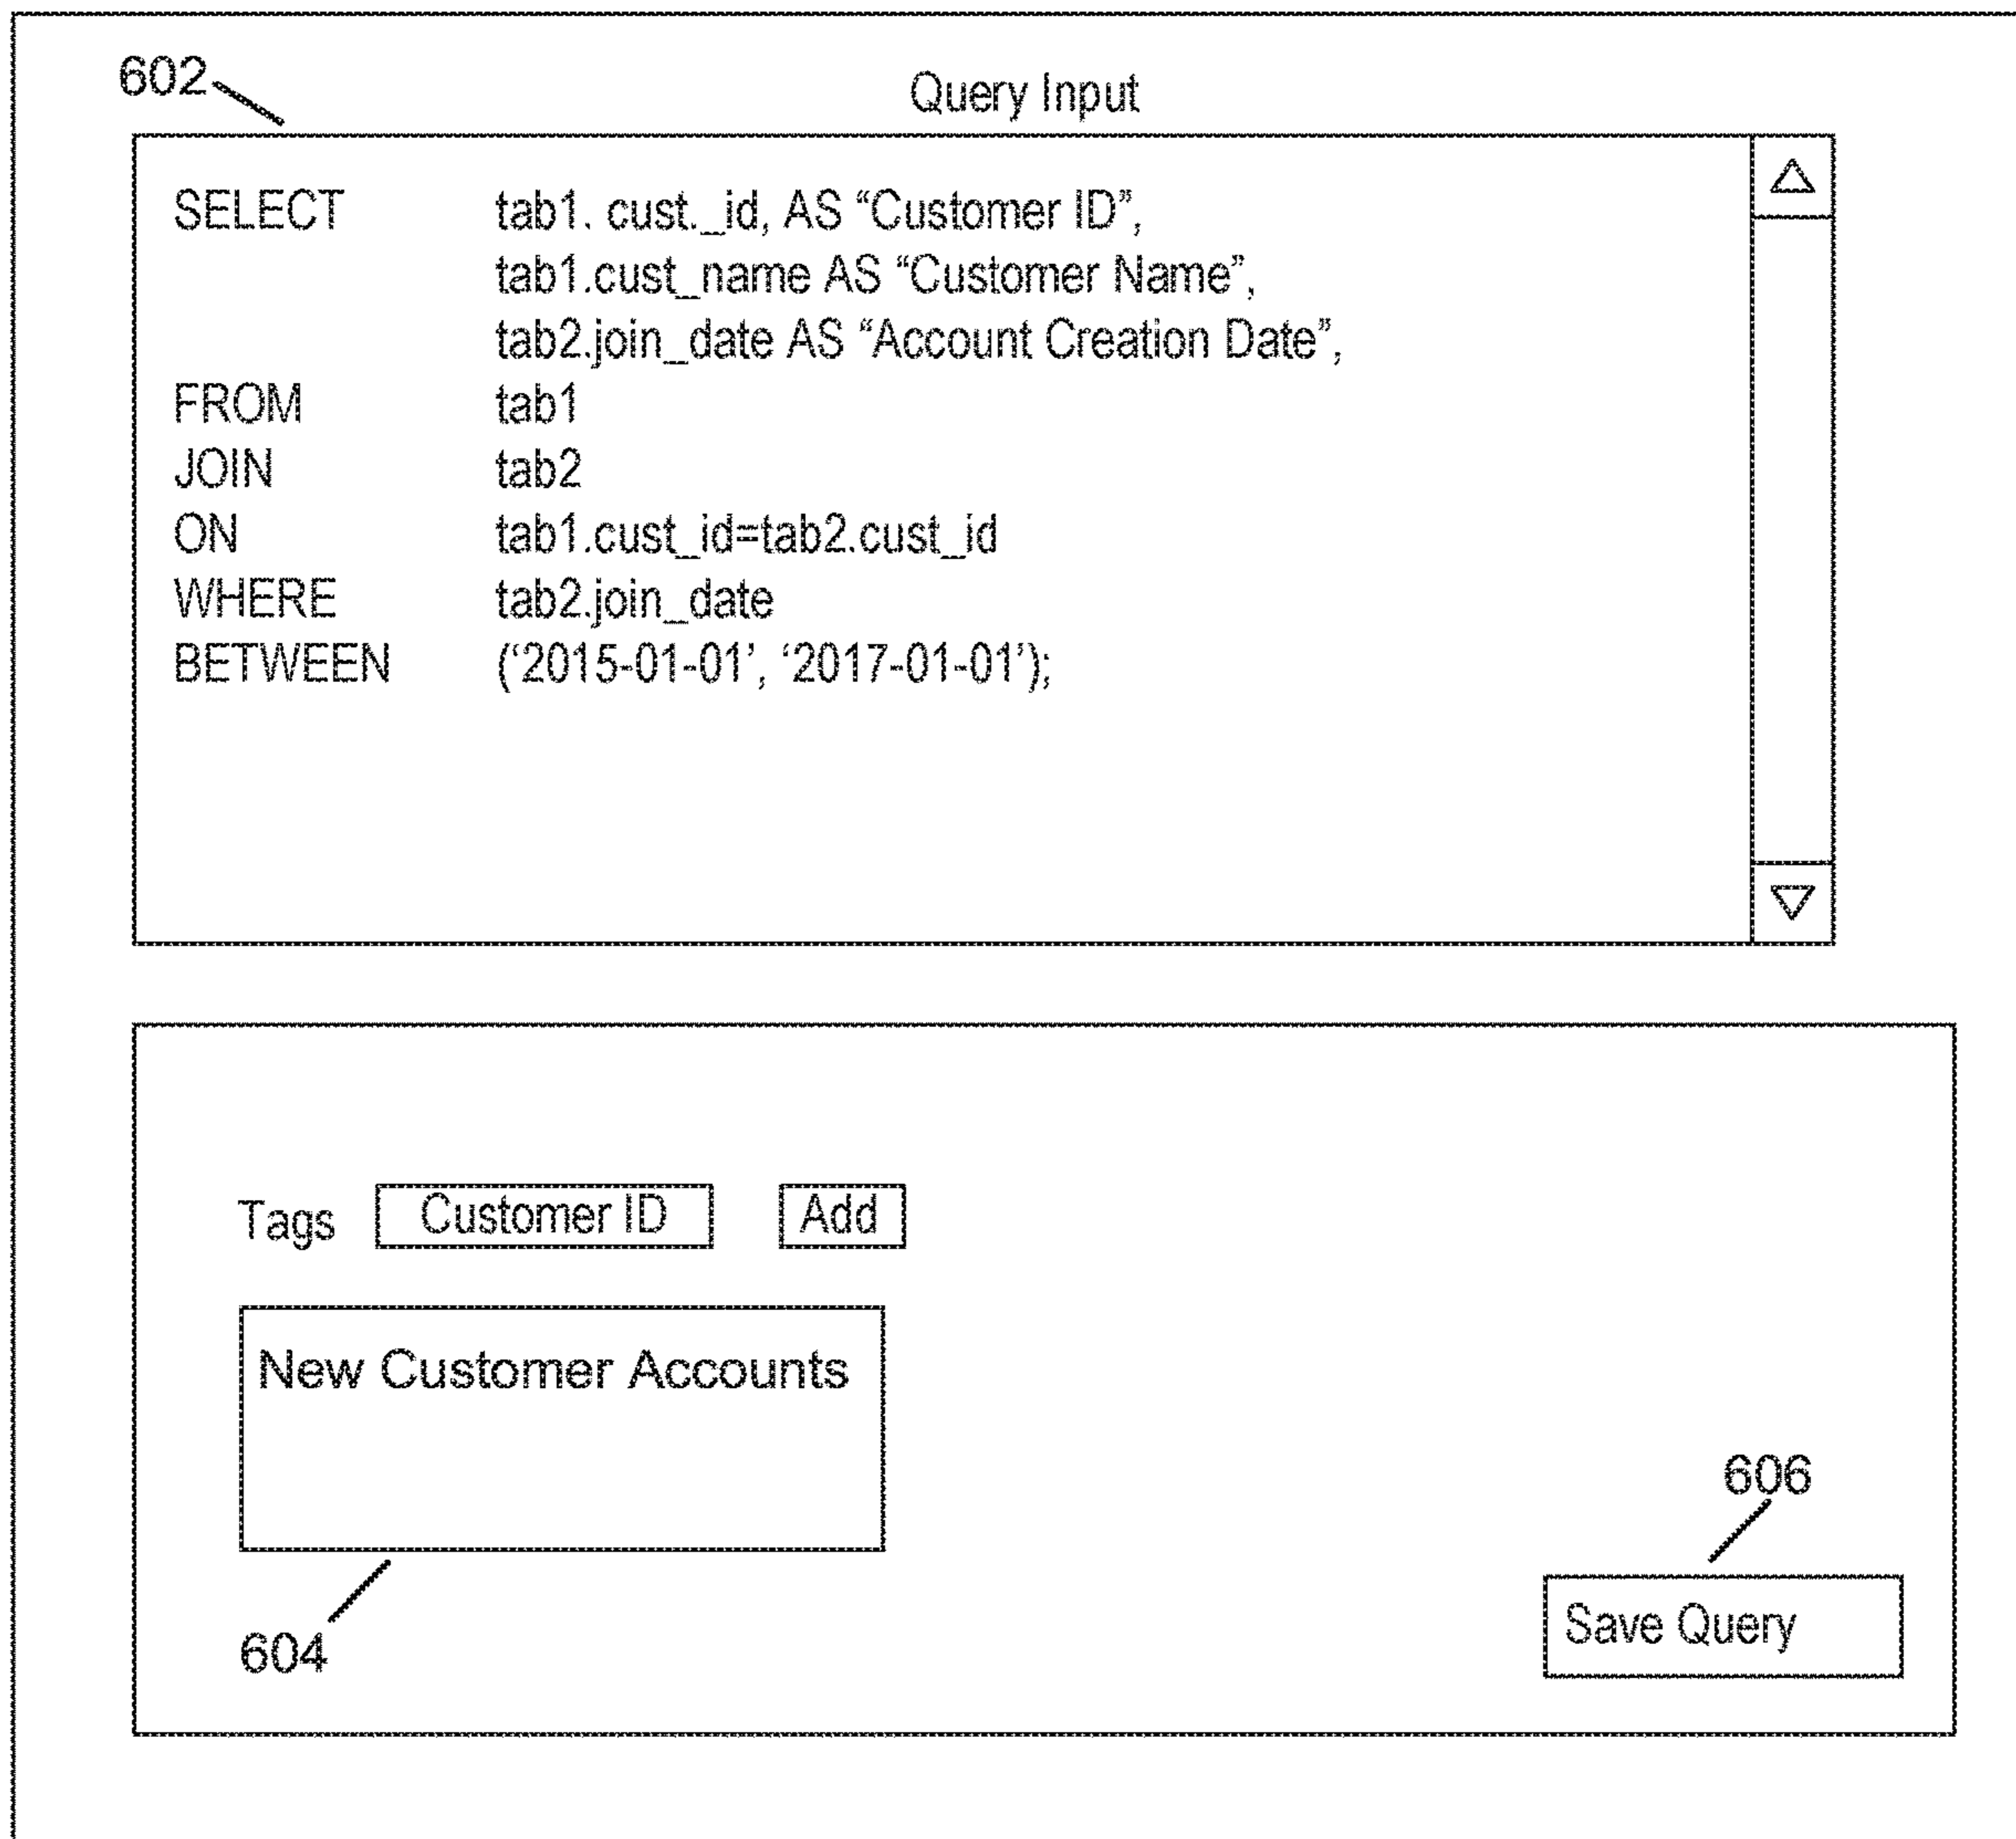 602
Query Input
SELECT tab1. cust._id, AS “Customer ID”,
tab1.cust_name AS “Customer Name”,
tab2.join_date AS “Account Creation Date”,
FROM tab1
JOIN tab2
ON tab1.cust_id=tab2.cust_id
WHERE tab2.join_date
BETWEEN (‘2015-01-01’, ‘2017-01-01’);
Tags Customer ID Add
New Customer Accounts
604
606
Save Query